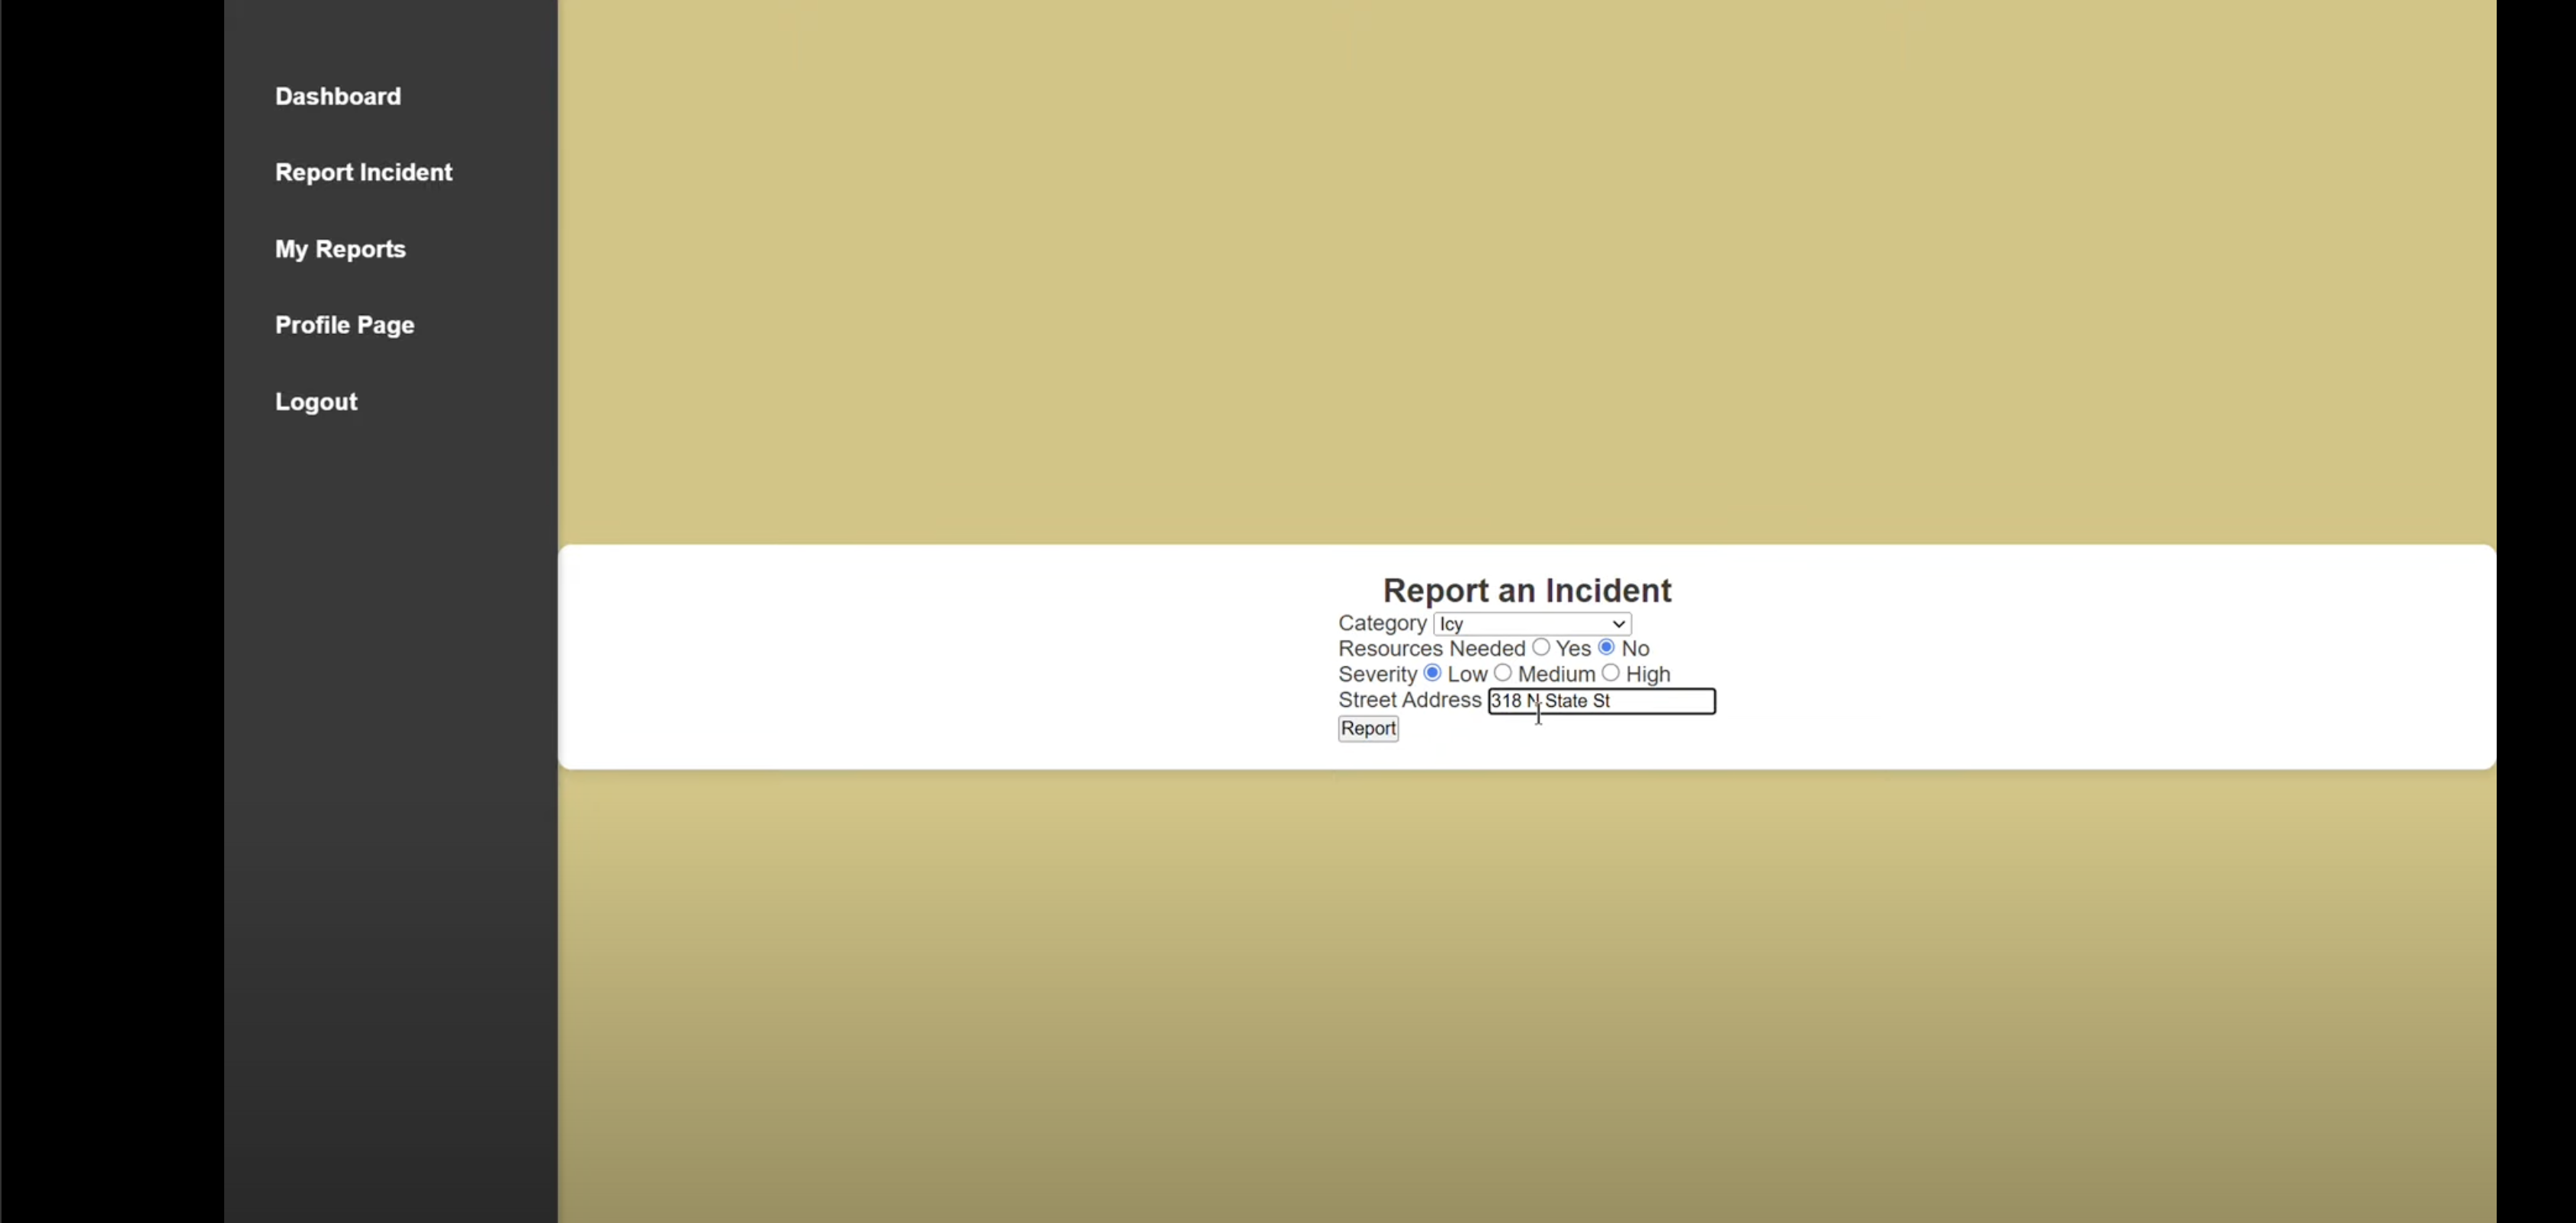 Dashboard
Report Incident
My Reports
Profile Page
Logout
Report an Incident
Category Icy
Resources Needed Yes No
Severity Low Medium High
Street Address 318 N State St
Report